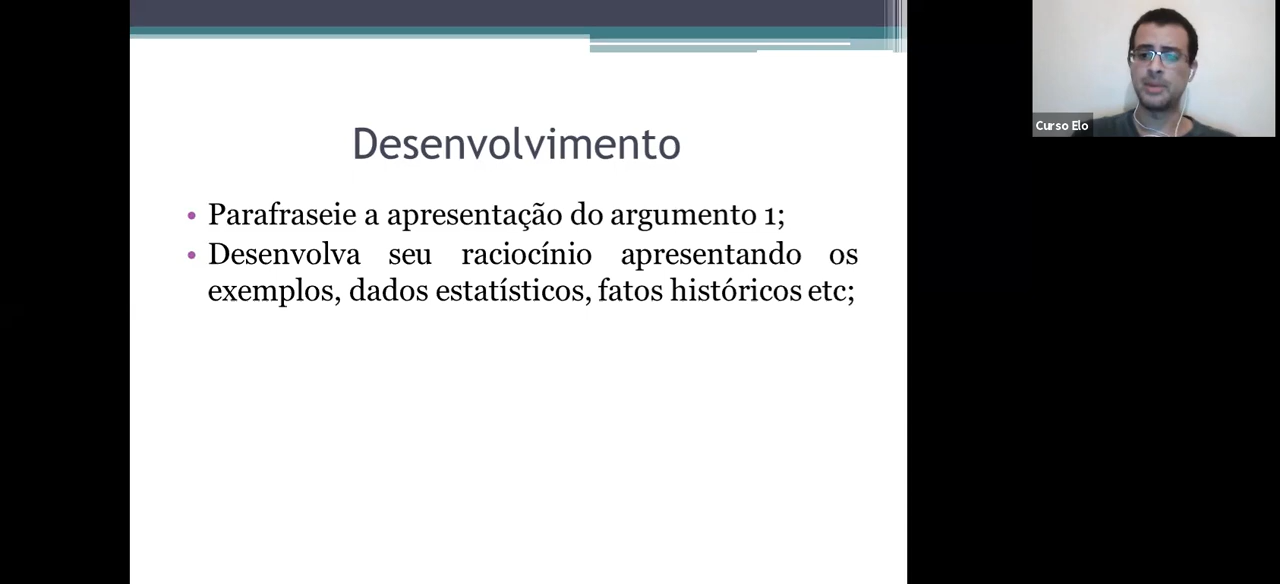 Desenvolvimento
Parafraseie a apresentação do argumento 1;
Desenvolva seu raciocínio apresentando os
exemplos, dados estatísticos, fatos históricos etc;
Curso Elo